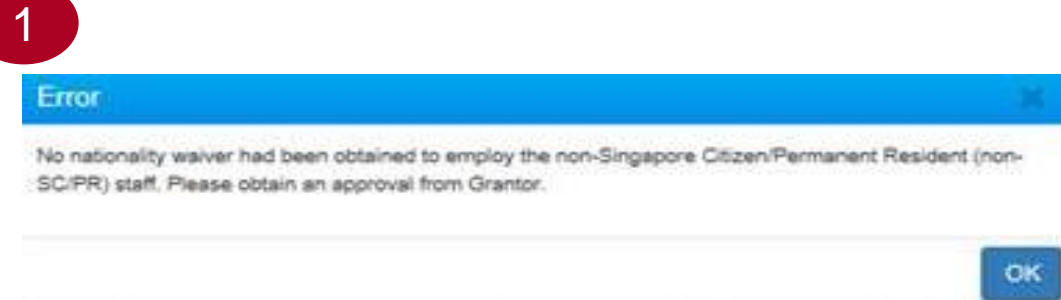 1
Error
No nationality waiver had been obtained to employ the non-Singapore Citizen/Permanent Resident (non-
SC/PR) staff. Please obtain an approval from Grantor.
OK